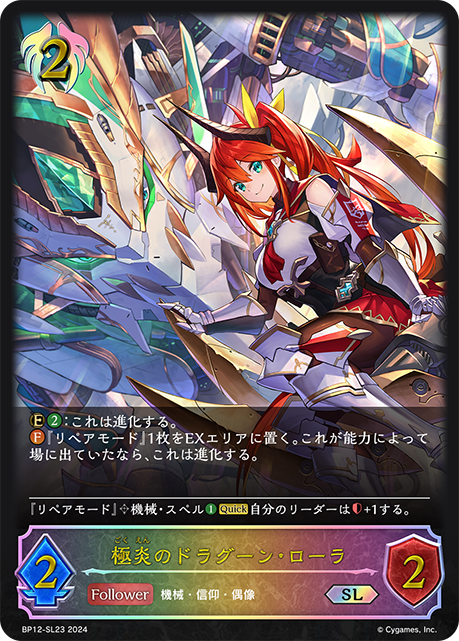 2
E 2：これは進化する。
F 『リペアモード』1枚をEXエリアに置く。これが能力によって
場に出ていたなら、これは進化する。
『リペアモード』機械・スペル1 Quick 自分のリーダーは+1する。
ごくえん
極炎のドラグーン・ローラ
2
2
Follower 機械・信仰・偶像 SL
BP12-SL23 2024 © Cygames, Inc.